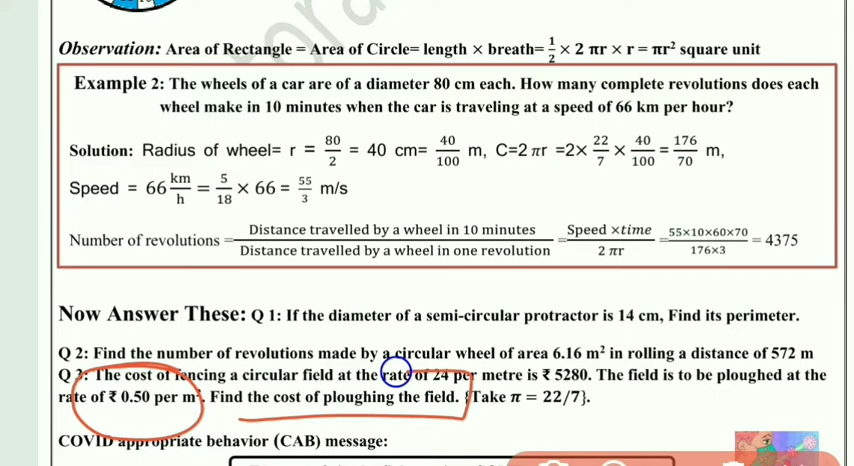 Observation: Area of Rectangle = Area of Circle= length × breath= 1/2 × 2 πr × r = πr² square unit
Example 2: The wheels of a car are of a diameter 80 cm each. How many complete revolutions does each
wheel make in 10 minutes when the car is traveling at a speed of 66 km per hour?
Solution: Radius of wheel= r = 80/2 = 40 cm= 40/100 m, C=2 πr =2× 22/7 × 40/100 = 176/70 m,
Speed = 66 km/h = 5/18 × 66 = 55/3 m/s
Number of revolutions = Distance travelled by a wheel in 10 minutes/Distance travelled by a wheel in one revolution = Speed ×time/2 πr = 55×10×60×70/176×3 = 4375
Now Answer These: Q 1: If the diameter of a semi-circular protractor is 14 cm, Find its perimeter.
Q 2: Find the number of revolutions made by a circular wheel of area 6.16 m² in rolling a distance of 572 m
Q 3: The cost of fencing a circular field at the rate of 24 per metre is ₹ 5280. The field is to be ploughed at the
rate of ₹ 0.50 per m². Find the cost of ploughing the field. {Take π = 22/7}.
COVID appropriate behavior (CAB) message: